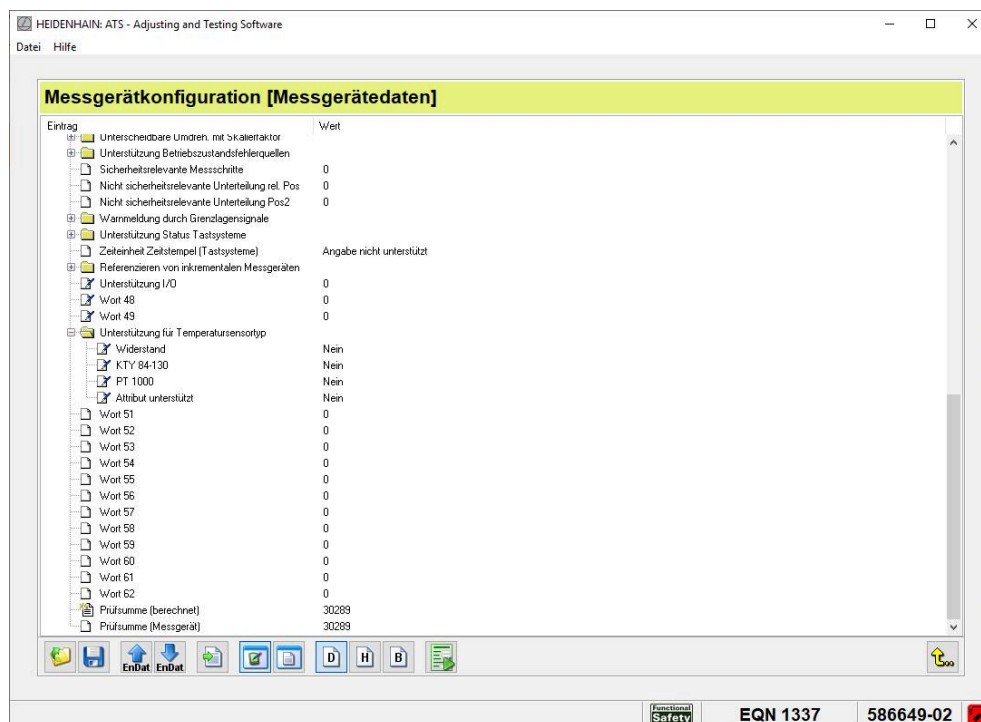 HEIDENHAIN: ATS - Adjusting and Testing Software
Datei Hilfe
Messgerätkonfiguration [Messgerätedaten]
Eintrag Wert
Unterscheidbare Umdreh. mit Skalierfaktor
Unterstützung Betriebszustandsfehlerquellen
Sicherheitsrelevante Messschritte 0
Nicht sicherheitsrelevante Unterteilung rel. Pos 0
Nicht sicherheitsrelevante Unterteilung Pos2 0
Warnmeldung durch Grenzlagensignale
Unterstützung Status Tastsysteme
Zeiteinheit Zeitstempel (Tastsysteme) Angabe nicht unterstützt
Referenzieren von inkrementalen Messgeräten
Unterstützung I/O 0
Wort 48 0
Wort 49 0
Unterstützung für Temperatursensortyp
Widerstand Nein
KTY 84-130 Nein
PT 1000 Nein
Attribut unterstützt Nein
Wort 51 0
Wort 52 0
Wort 53 0
Wort 54 0
Wort 55 0
Wort 56 0
Wort 57 0
Wort 58 0
Wort 59 0
Wort 60 0
Wort 61 0
Wort 62 0
Prüfsumme (berechnet) 30289
Prüfsumme (Messgerät) 30289
EnDat EnDat D H B
Functional Safety EQN 1337 586649-02